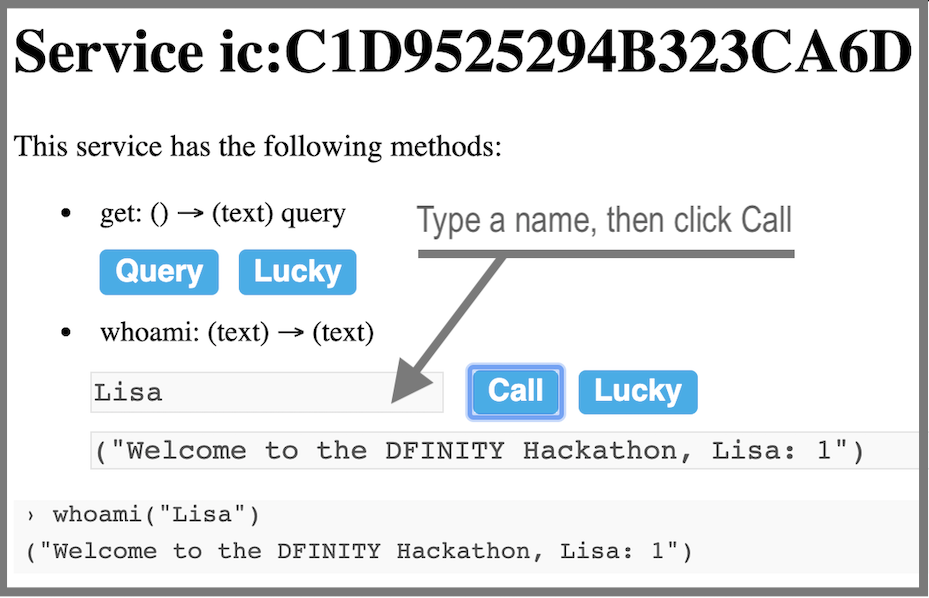 Service ic:C1D9525294B323CA6D
This service has the following methods:
• get: () → (text) query
Type a name, then click Call
Query Lucky
• whoami: (text) → (text)
Lisa Call Lucky
("Welcome to the DFINITY Hackathon, Lisa: 1")
› whoami("Lisa")
("Welcome to the DFINITY Hackathon, Lisa: 1")